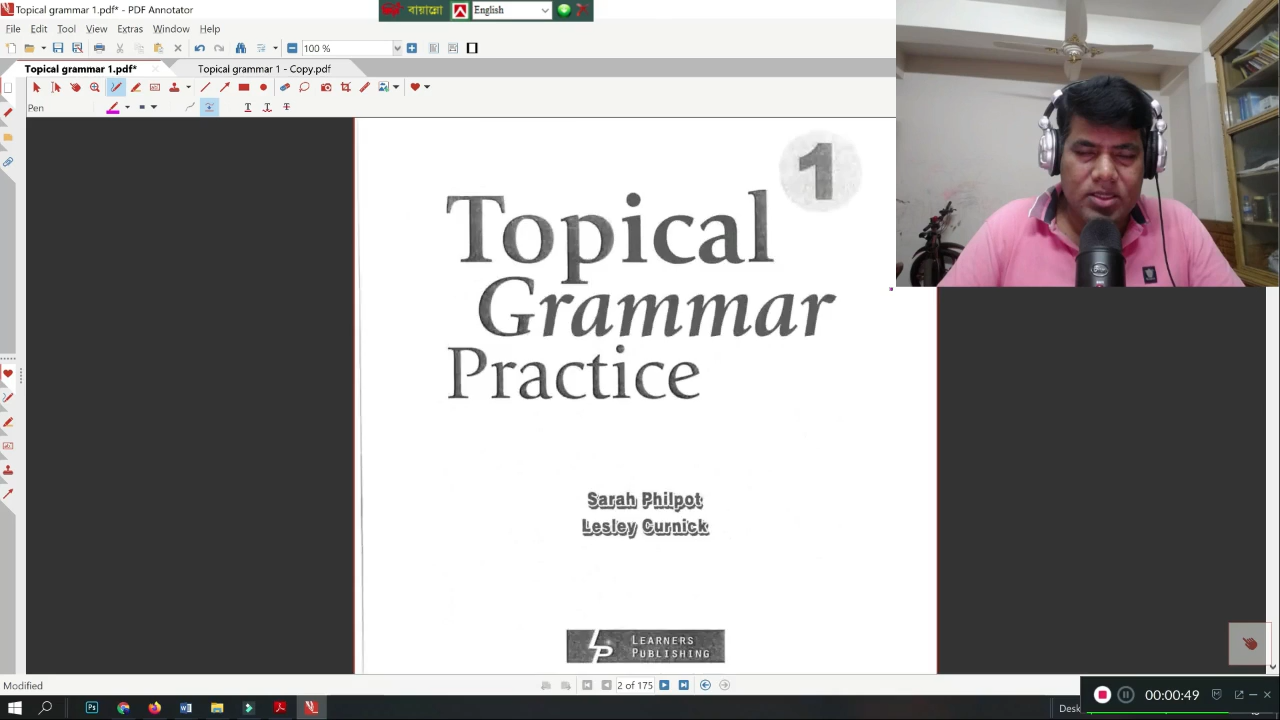 Topical grammar 1.pdf* - PDF Annotator
বায়ান্নো
English
File Edit Tool View Extras Window Help
100 %
Topical grammar 1.pdf*
Topical grammar 1 - Copy.pdf
Pen
1
Topical
Grammar
Practice
Sarah Philpot
Lesley Curnick
LP
LEARNERS
PUBLISHING
Modified
2 of 175
Desk
00:00:49